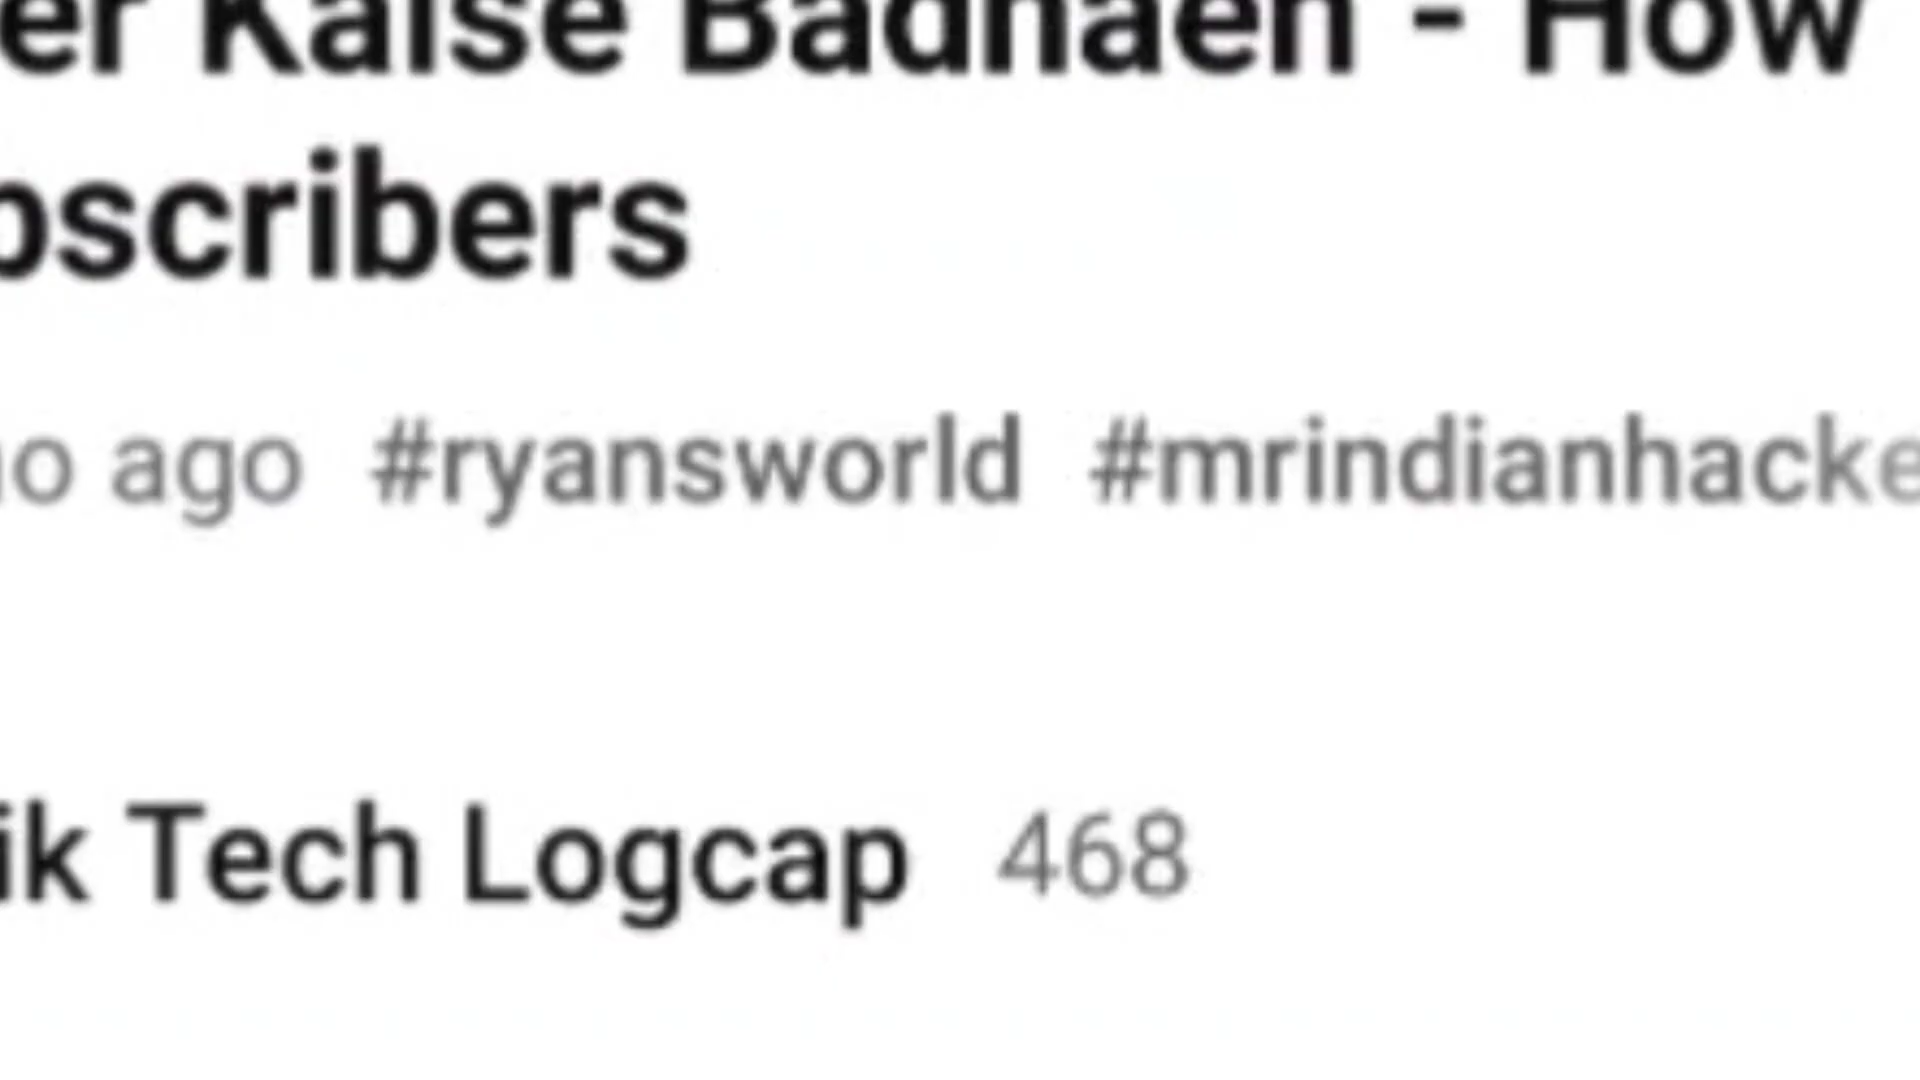 er Kaise Badhaen - How
bscribers
o ago #ryansworld #mrindianhacke
ik Tech Logcap 468